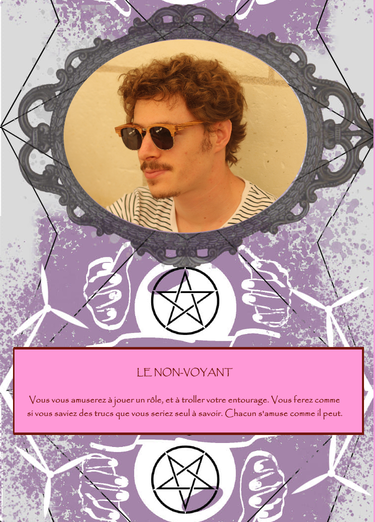 LE NON-VOYANT
Vous vous amuserez à jouer un rôle, et à troller votre entourage. Vous ferez comme
si vous saviez des trucs que vous seriez seul à savoir. Chacun s'amuse comme il peut.